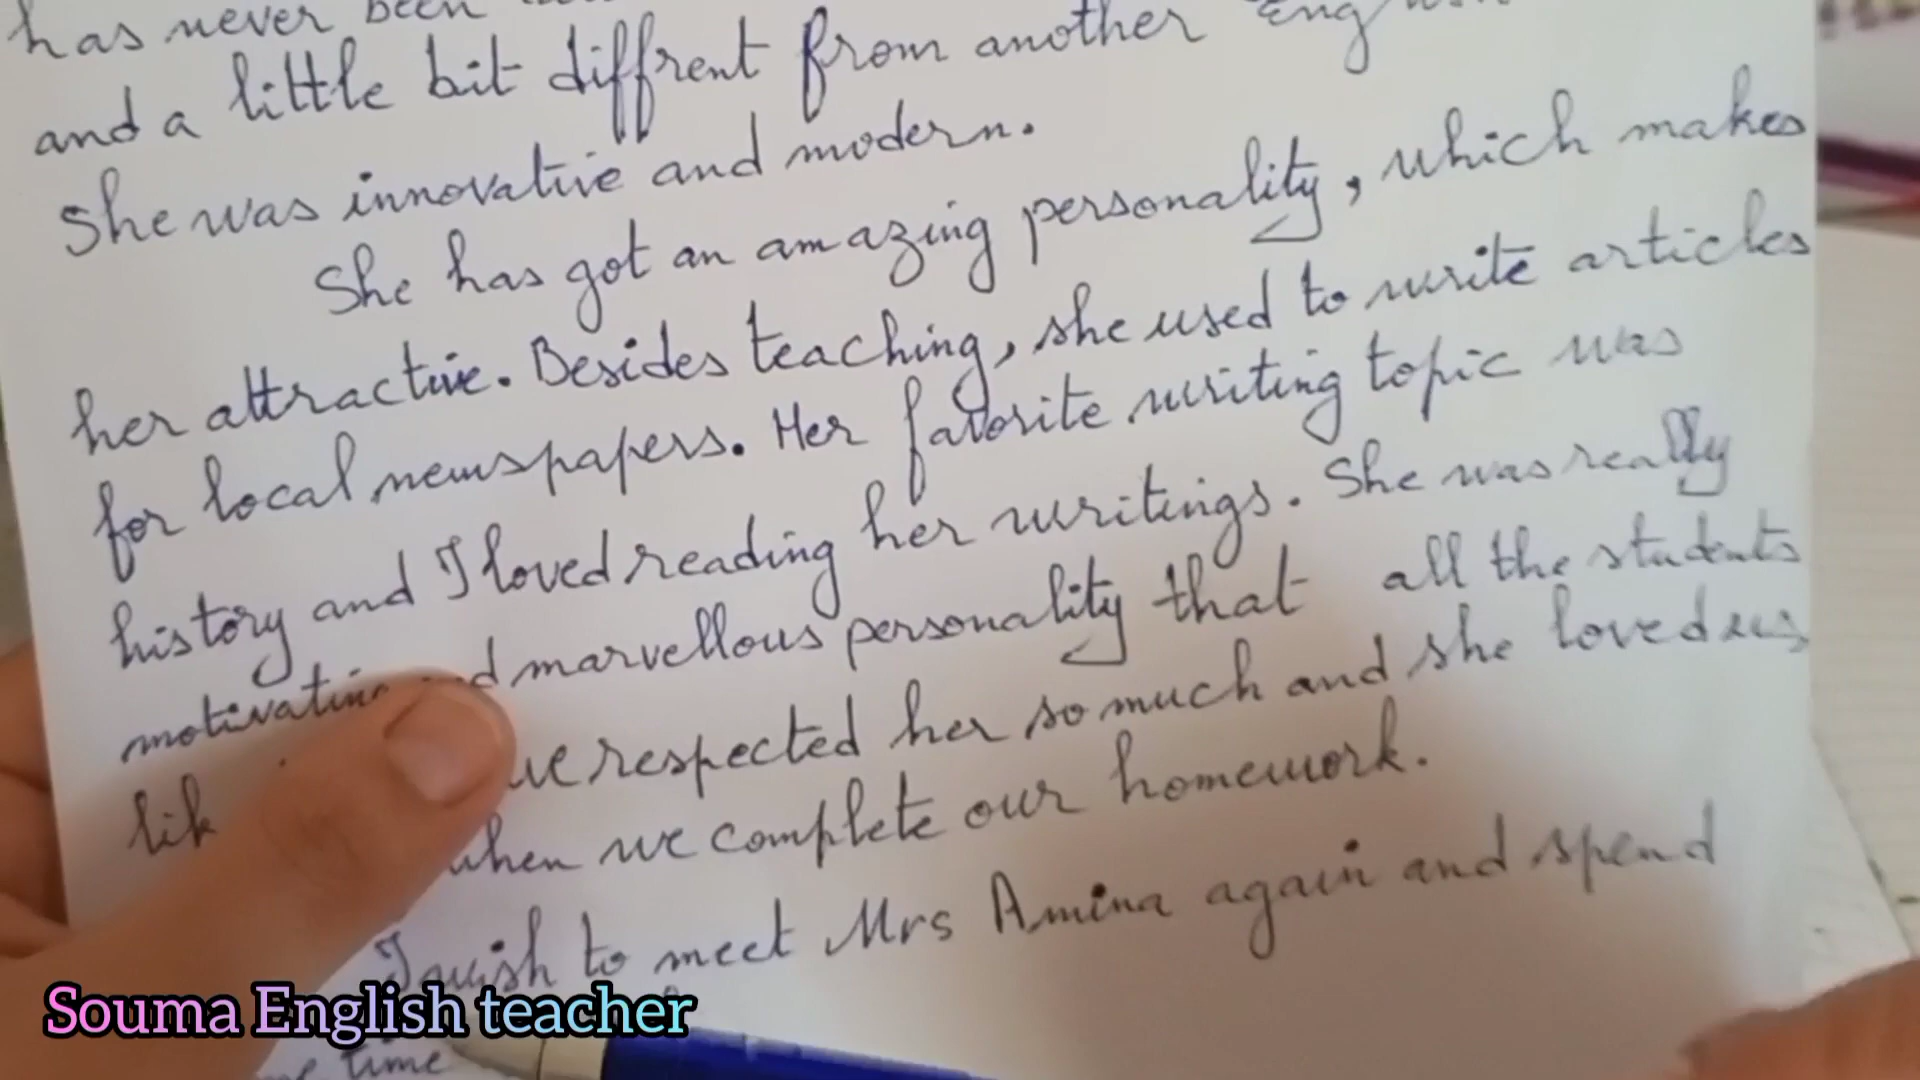 has never been
and a little bit diffrent from another
She was innovative and modern.
She has got an amazing personality, which makes
her attractive. Besides teaching, she used to write articles
for local newspapers. Her favorite writing topic was
history and I loved reading her writings. She was really
motivating marvellous personality that all the students
we respected her so much and she loved us
when we complete our homework.
I wish to meet Mrs Amina again and spend
time
Souma English teacher